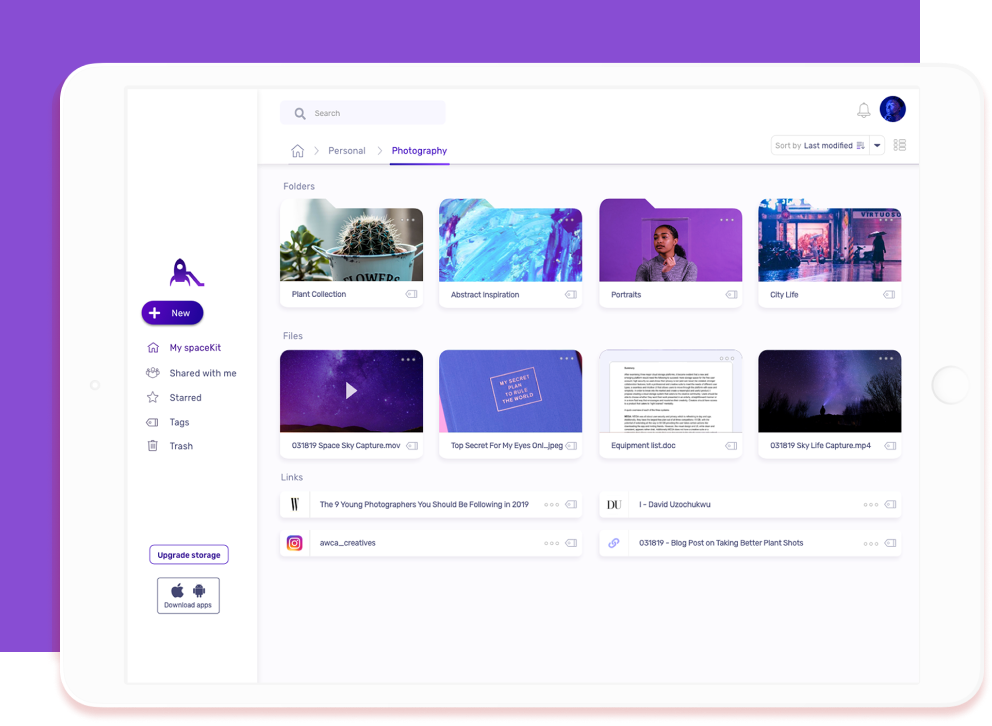 Search
Personal
Photography
Sort by Last modified
Folders
FLOWERS
VIRTUOSO
Plant Collection
Abstract Inspiration
Portraits
City Life
New
My spaceKit
Shared with me
Starred
Tags
Trash
Files
MY SECRET
PLAN
TO RULE
THE WORLD
031819 Space Sky Capture.mov
Top Secret For My Eyes Onl...jpeg
Equipment list.doc
031819 Sky Life Capture.mp4
Links
W
The 9 Young Photographers You Should Be Following in 2019
DU
I - David Uzochukwu
awca_creatives
031819 - Blog Post on Taking Better Plant Shots
Upgrade storage
Download apps